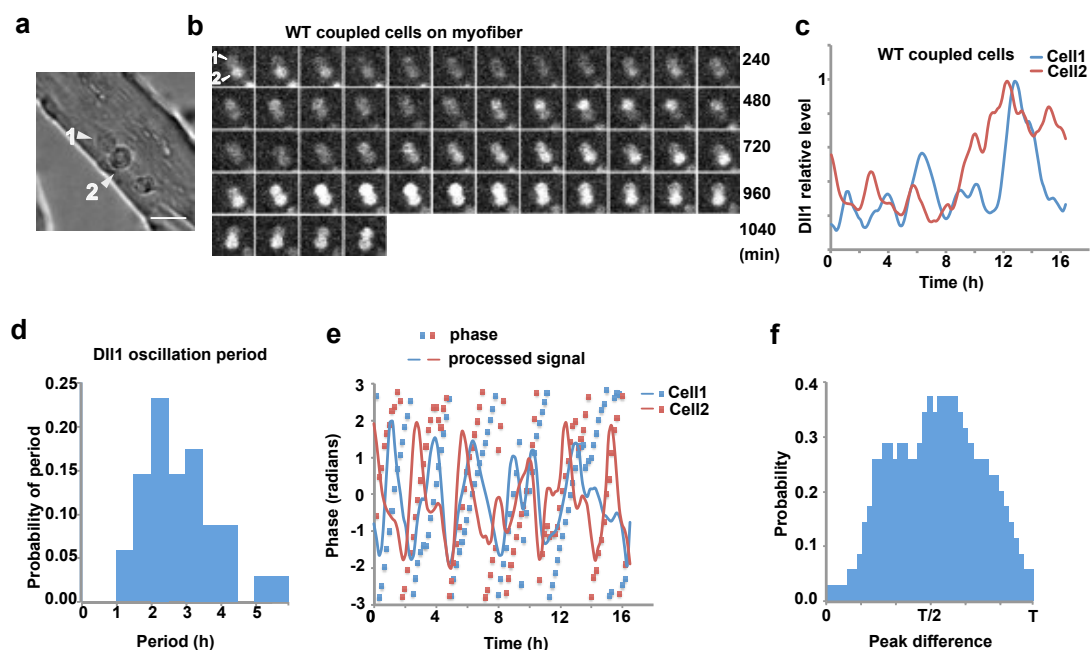 a
1
2
b
WT coupled cells on myofiber
1
2
240
480
720
960
1040
(min)
c
WT coupled cells
Cell1
Cell2
Dll1 relative level
1
0 4 8 12 16
Time (h)
d
Dll1 oscillation period
Probability of period
0.25
0.20
0.15
0.10
0.05
0.00
0 1 2 3 4 5
Period (h)
e
phase
processed signal
Cell1
Cell2
Phase (radians)
3
2
1
0
-1
-2
-3
0 4 8 12 16
Time (h)
f
Probability
0.4
0.3
0.2
0.1
0.0
0 T/2 T
Peak difference